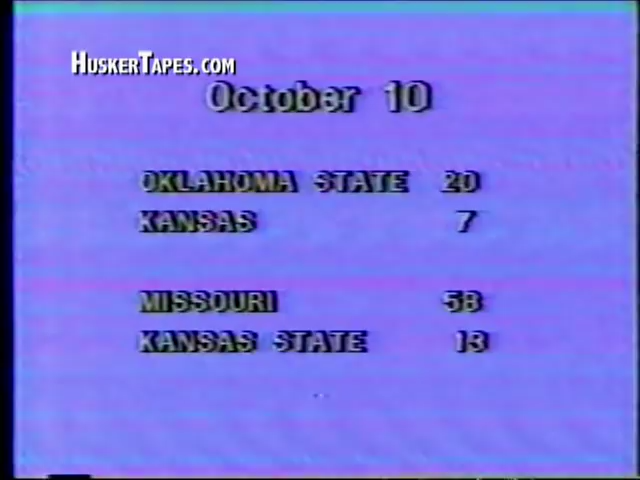 HUSKERTAPES.COM
October 10
OKLAHOMA STATE 20
KANSAS 7
MISSOURI 58
KANSAS STATE 13